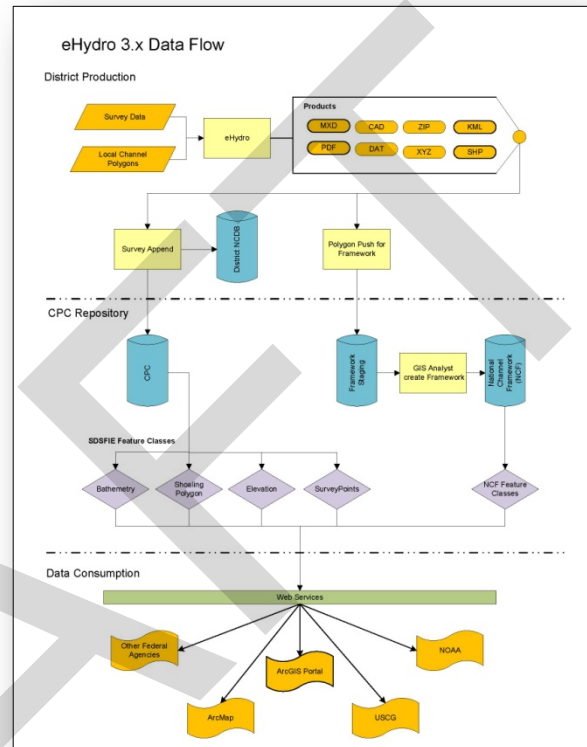 eHydro 3.x Data Flow
District Production
Survey Data
Local Channel
Polygons
eHydro
Products
MXD
CAD
ZIP
KML
PDF
DAT
XYZ
SHP
Survey Append
District NCDB
Polygon Push for
Framework
CPC Repository
CPC
Framework
Staging
GIS Analyst
create Framework
National
Channel
Framework
(NCF)
SDSFIE Feature Classes
Bathemetry
Shoaling
Polygon
Elevation
SurveyPoints
NCF Feature
Classes
Data Consumption
Web Services
Other Federal
Agencies
ArcGIS Portal
NOAA
ArcMap
USCG